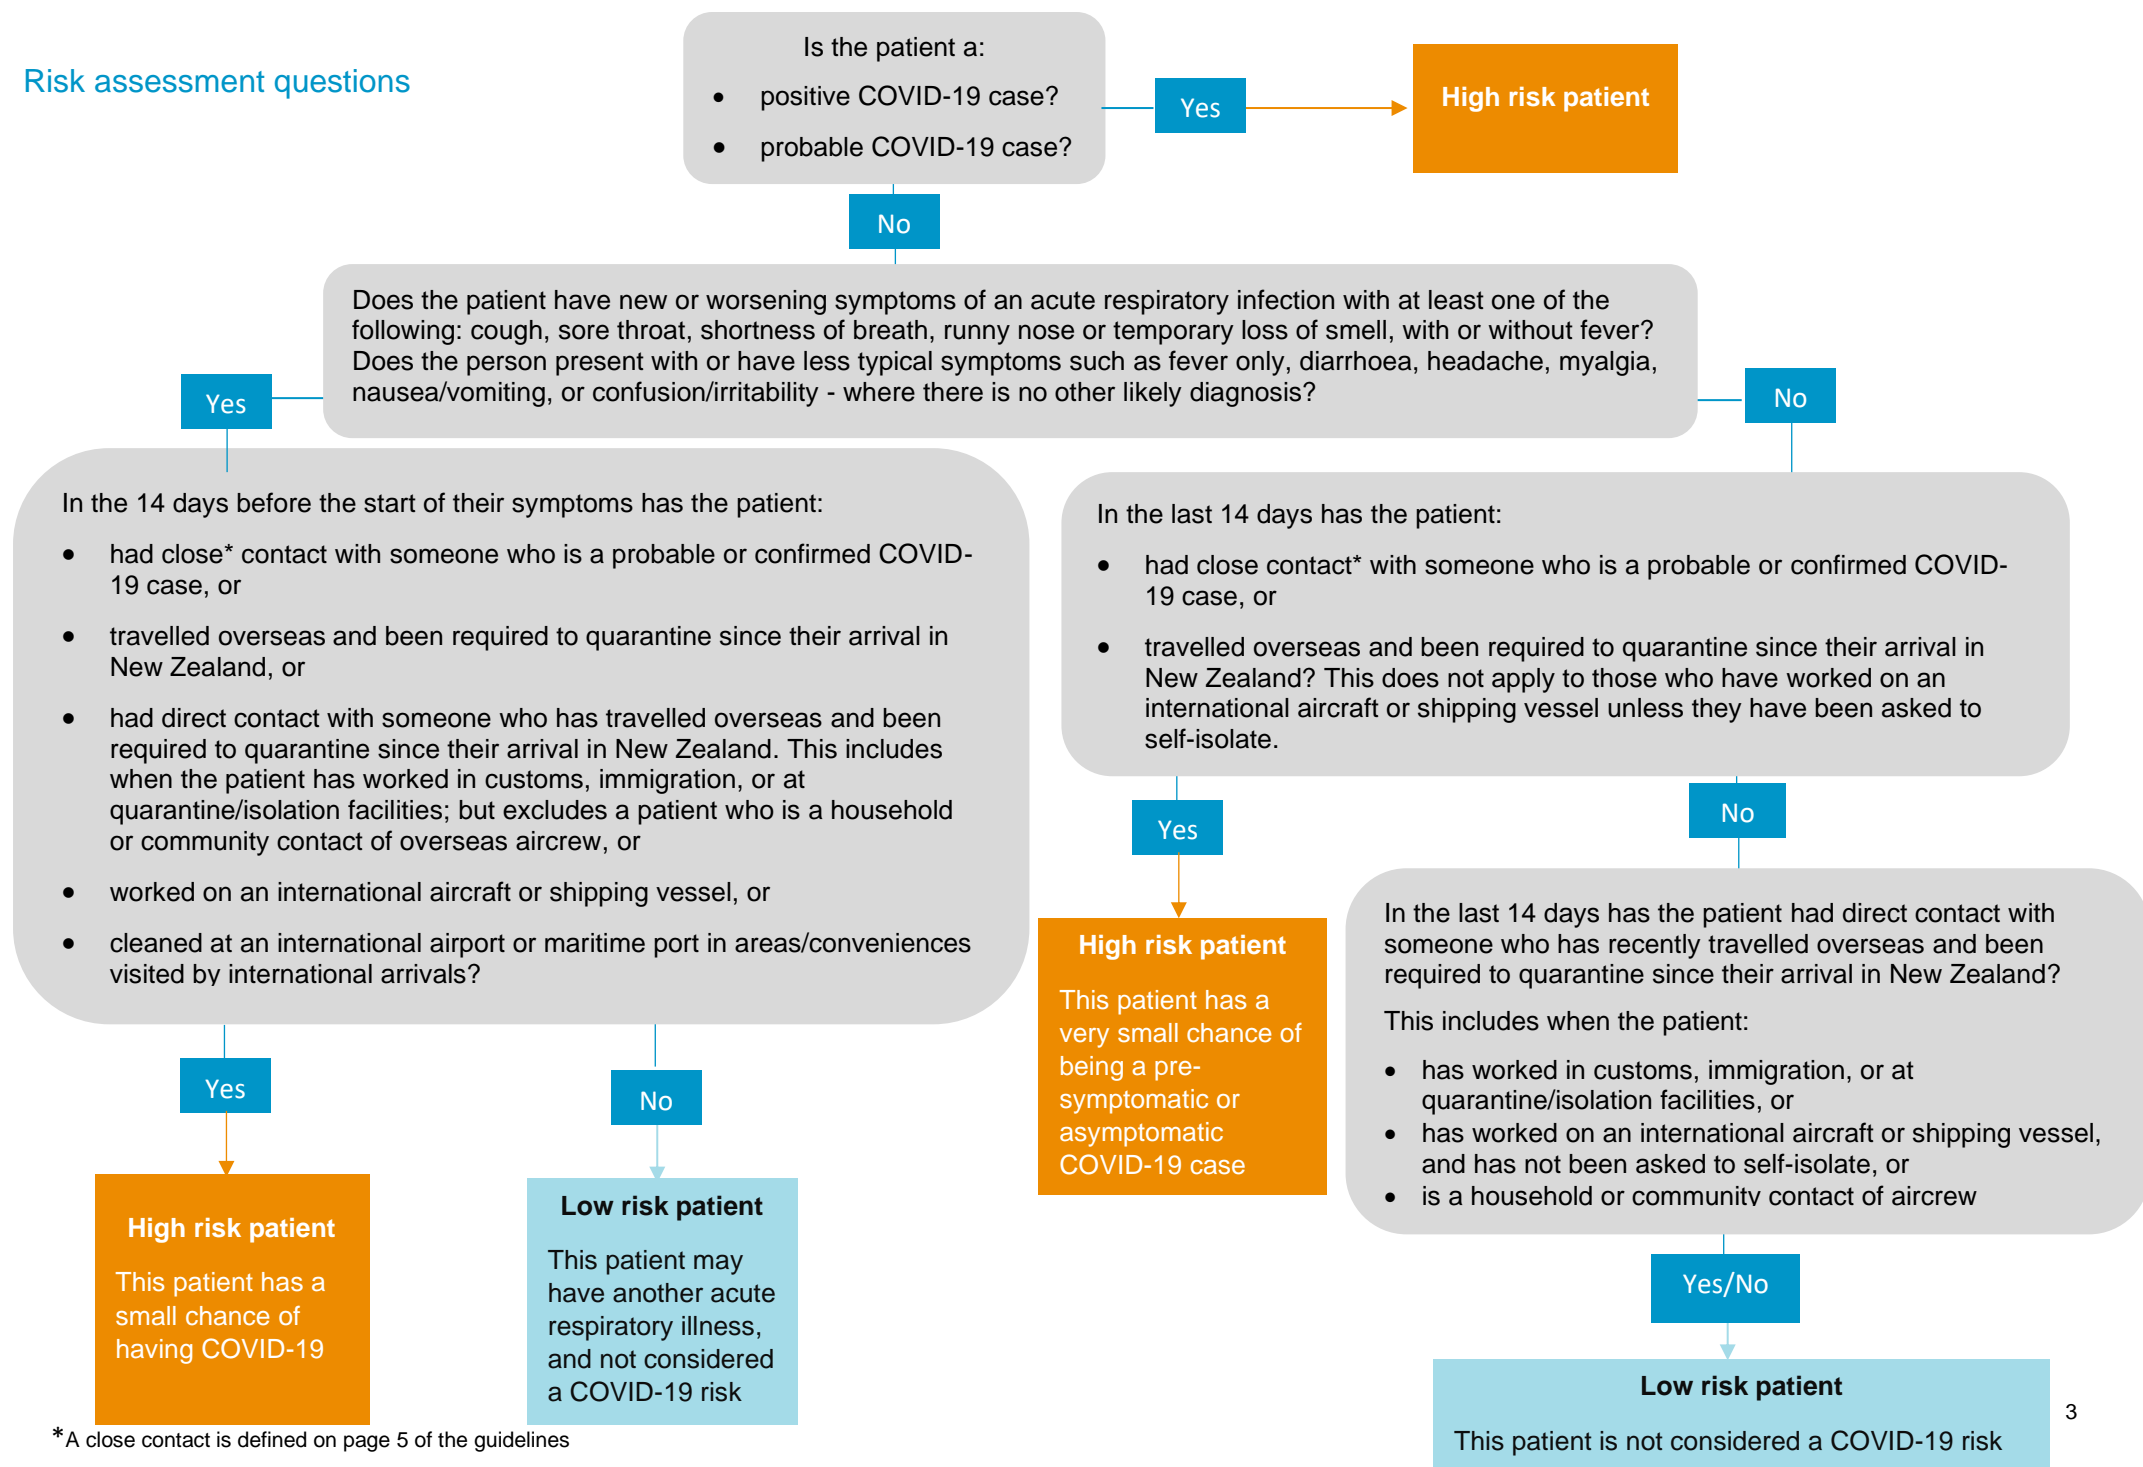 Risk assessment questions
Is the patient a:
• positive COVID-19 case?
• probable COVID-19 case?
Yes
High risk patient
No
Does the patient have new or worsening symptoms of an acute respiratory infection with at least one of the
following: cough, sore throat, shortness of breath, runny nose or temporary loss of smell, with or without fever?
Does the person present with or have less typical symptoms such as fever only, diarrhoea, headache, myalgia,
nausea/vomiting, or confusion/irritability - where there is no other likely diagnosis?
Yes
No
In the 14 days before the start of their symptoms has the patient:
• had close* contact with someone who is a probable or confirmed COVID-
19 case, or
• travelled overseas and been required to quarantine since their arrival in
New Zealand, or
• had direct contact with someone who has travelled overseas and been
required to quarantine since their arrival in New Zealand. This includes
when the patient has worked in customs, immigration, or at
quarantine/isolation facilities; but excludes a patient who is a household
or community contact of overseas aircrew, or
• worked on an international aircraft or shipping vessel, or
• cleaned at an international airport or maritime port in areas/conveniences
visited by international arrivals?
In the last 14 days has the patient:
• had close contact* with someone who is a probable or confirmed COVID-
19 case, or
• travelled overseas and been required to quarantine since their arrival in
New Zealand? This does not apply to those who have worked on an
international aircraft or shipping vessel unless they have been asked to
self-isolate.
Yes
No
High risk patient
This patient has a
very small chance of
being a pre-
symptomatic or
asymptomatic
COVID-19 case
In the last 14 days has the patient had direct contact with
someone who has recently travelled overseas and been
required to quarantine since their arrival in New Zealand?
This includes when the patient:
• has worked in customs, immigration, or at
quarantine/isolation facilities, or
• has worked on an international aircraft or shipping vessel,
and has not been asked to self-isolate, or
• is a household or community contact of aircrew
Yes
No
High risk patient
This patient has a
small chance of
having COVID-19
Low risk patient
This patient may
have another acute
respiratory illness,
and not considered
a COVID-19 risk
Yes/No
Low risk patient
This patient is not considered a COVID-19 risk
*A close contact is defined on page 5 of the guidelines
3